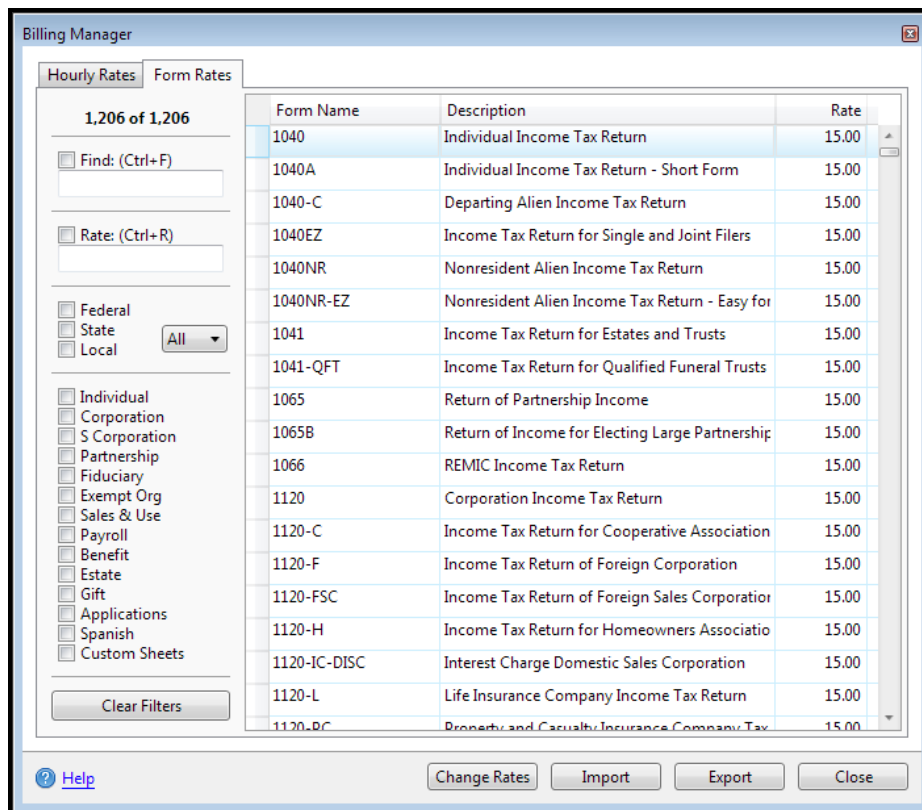 Billing Manager
Hourly Rates Form Rates
1,206 of 1,206
Find: (Ctrl+F)
Rate: (Ctrl+R)
Federal
State
Local
All
Individual
Corporation
S Corporation
Partnership
Fiduciary
Exempt Org
Sales & Use
Payroll
Benefit
Estate
Gift
Applications
Spanish
Custom Sheets
Clear Filters
Form Name Description Rate
1040 Individual Income Tax Return 15.00
1040A Individual Income Tax Return - Short Form 15.00
1040-C Departing Alien Income Tax Return 15.00
1040EZ Income Tax Return for Single and Joint Filers 15.00
1040NR Nonresident Alien Income Tax Return 15.00
1040NR-EZ Nonresident Alien Income Tax Return - Easy for 15.00
1041 Income Tax Return for Estates and Trusts 15.00
1041-QFT Income Tax Return for Qualified Funeral Trusts 15.00
1065 Return of Partnership Income 15.00
1065B Return of Income for Electing Large Partnership 15.00
1066 REMIC Income Tax Return 15.00
1120 Corporation Income Tax Return 15.00
1120-C Income Tax Return for Cooperative Association 15.00
1120-F Income Tax Return of Foreign Corporation 15.00
1120-FSC Income Tax Return of Foreign Sales Corporation 15.00
1120-H Income Tax Return for Homeowners Associatio 15.00
1120-IC-DISC Interest Charge Domestic Sales Corporation 15.00
1120-L Life Insurance Company Income Tax Return 15.00
1120-PC Property and Casualty Insurance Company Tax 15.00
Help
Change Rates Import Export Close